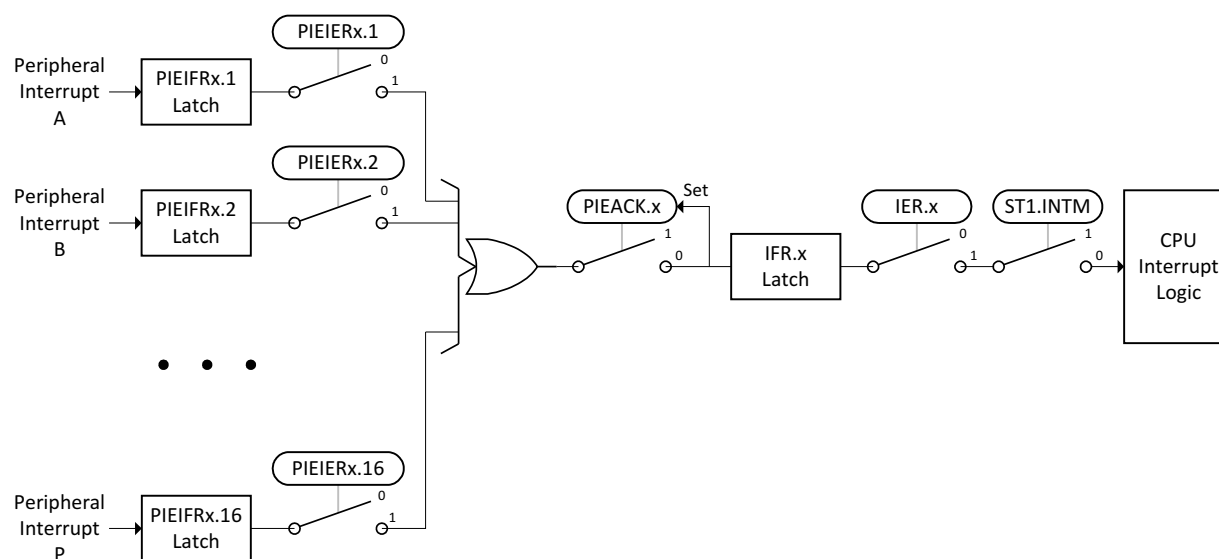 PIEIERx.1
Peripheral
Interrupt
A
PIEIFRx.1
Latch
0
1
PIEIERx.2
Peripheral
Interrupt
B
PIEIFRx.2
Latch
0
1
PIEACK.x
Set
1
0
IFR.x
Latch
IER.x
0
1
ST1.INTM
1
0
CPU
Interrupt
Logic
PIEIERx.16
Peripheral
Interrupt
P
PIEIFRx.16
Latch
0
1